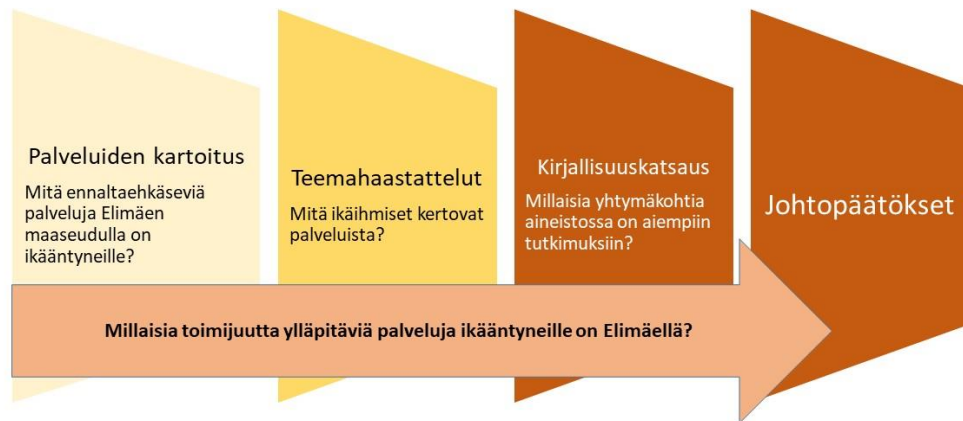 Palveluiden kartoitus
Mitä ennaltaehkäseviä
palveluja Elimäen
maaseudulla on
ikääntyneille?
Teemahaastattelut
Mitä ikäihmiset kertovat
palveluista?
Kirjallisuuskatsaus
Millaisia yhtymäkohtia
aineistossa on aiempiin
tutkimuksiin?
Johtopäätökset
Millaisia toimijuutta ylläpitäviä palveluja ikääntyneille on Elimäellä?